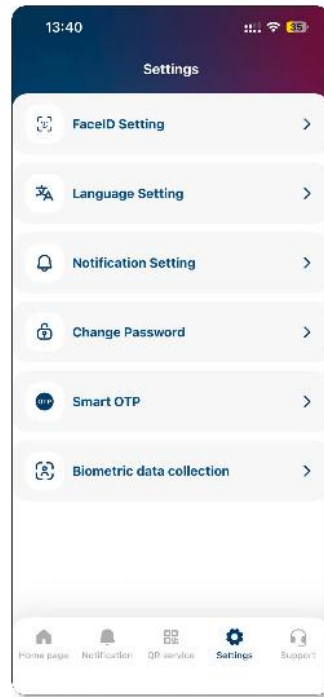 13:40
35
Settings
FaceID Setting
Language Setting
Notification Setting
Change Password
OTP
Smart OTP
Biometric data collection
Home page
Notification
QR service
Settings
Support